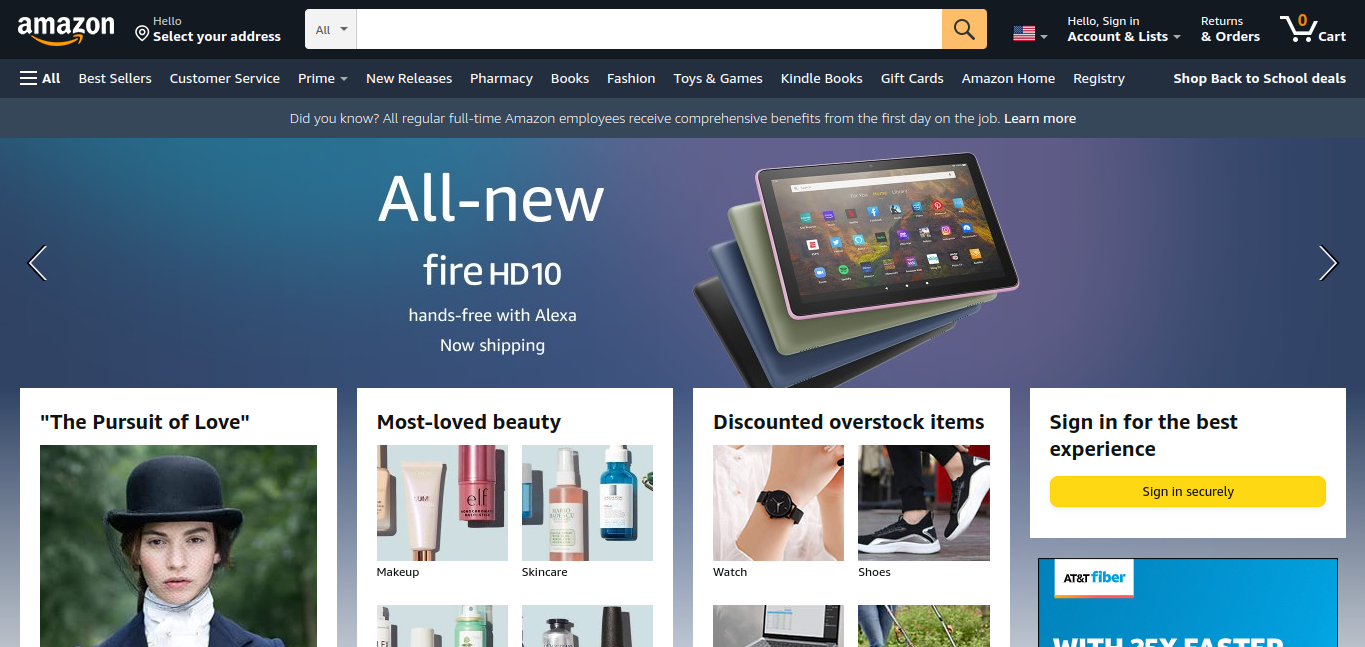 amazon
Hello
Select your address
All
Hello, Sign in
Account & Lists
Returns
& Orders
0
Cart
All
Best Sellers
Customer Service
Prime
New Releases
Pharmacy
Books
Fashion
Toys & Games
Kindle Books
Gift Cards
Amazon Home
Registry
Shop Back to School deals
Did you know? All regular full-time Amazon employees receive comprehensive benefits from the first day on the job. Learn more
All-new
fire HD10
hands-free with Alexa
Now shipping
"The Pursuit of Love"
Most-loved beauty
elf
Makeup
Skincare
Discounted overstock items
Watch
Shoes
Sign in for the best
experience
Sign in securely
AT&T fiber
WITH 25X FASTER